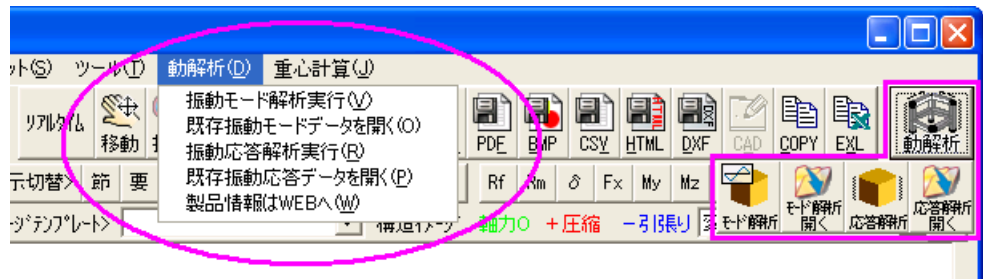 ット(S) ツール(T) 動解析(D) 重心計算(J)
振動モード解析実行(V)
既存振動モードデータを開く(O)
振動応答解析実行(R)
既存振動応答データを開く(P)
製品情報はWEBへ(W)
リアルタイム 移動 PDF BMP CSV HTML DXF CAD COPY EXL 動解析
示切替> 節 要 Rf Rm δ Fx My Mz モード解析 モード解析開く 応答解析 応答解析開く
ージテンプレート> 構造イメージ 軸力0 +圧縮 -引張り